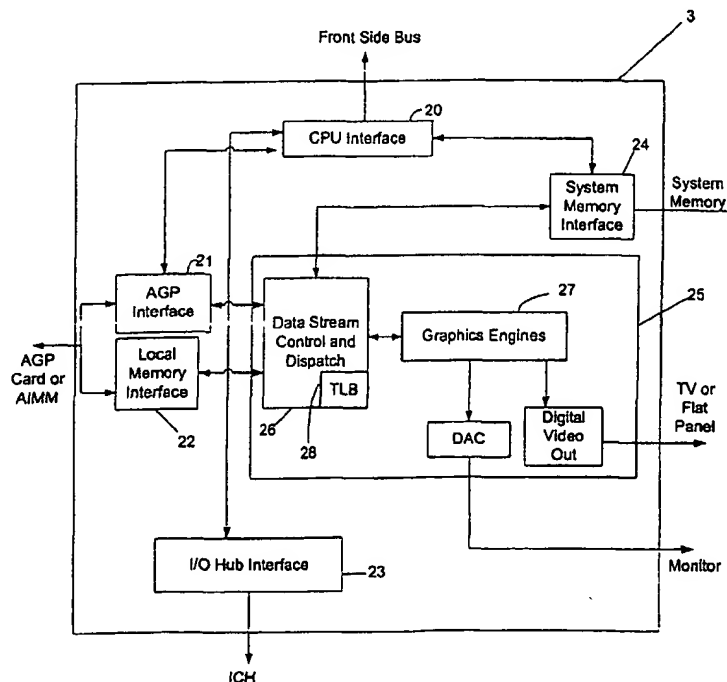 Front Side Bus
3
20
CPU Interface
24
System
Memory
Interface
System
Memory
21
AGP
Interface
Local
Memory
Interface
22
AGP
Card or
AIMM
Data Stream
Control and
Dispatch
TLB
26
28
27
Graphics Engines
25
DAC
Digital
Video
Out
TV or
Flat
Panel
I/O Hub Interface
23
Monitor
ICH